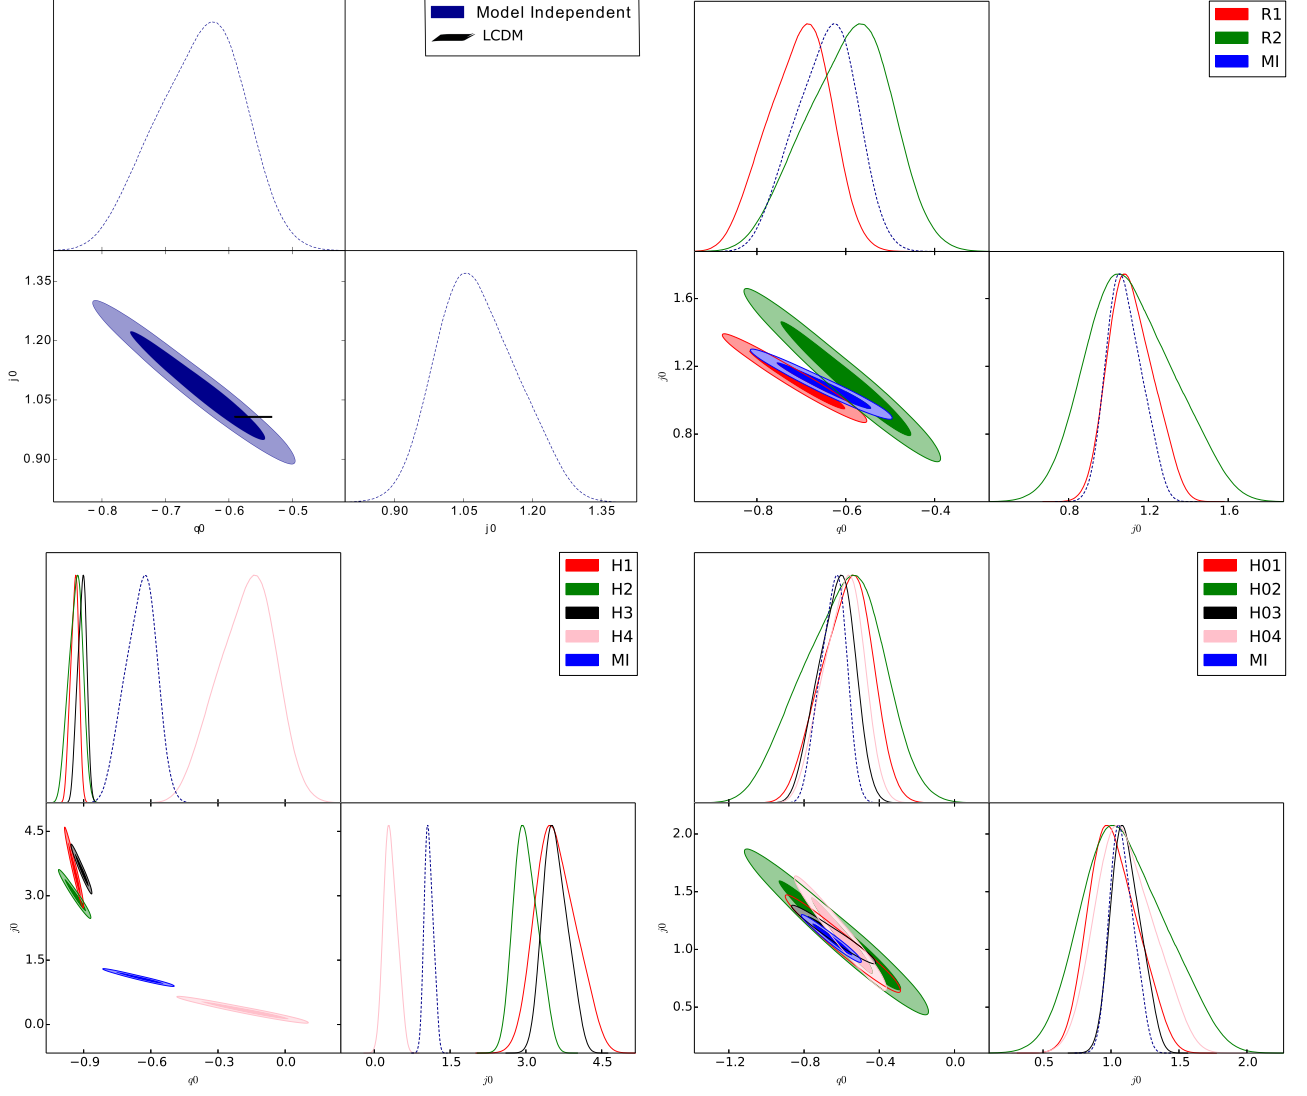 Model Independent
LCDM
1.35
1.20
1.05
0.90
j0
−0.8 −0.7 −0.6 −0.5
q0
0.90 1.05 1.20 1.35
j0
R1
R2
MI
1.6
1.2
0.8
j0
−0.8 −0.6 −0.4
q0
0.8 1.2 1.6
j0
H1
H2
H3
H4
MI
4.5
3.0
1.5
0.0
j0
−0.9 −0.6 −0.3 0.0
q0
0.0 1.5 3.0 4.5
j0
H01
H02
H03
H04
MI
2.0
1.5
1.0
0.5
j0
−1.2 −0.8 −0.4 0.0
q0
0.5 1.0 1.5 2.0
j0